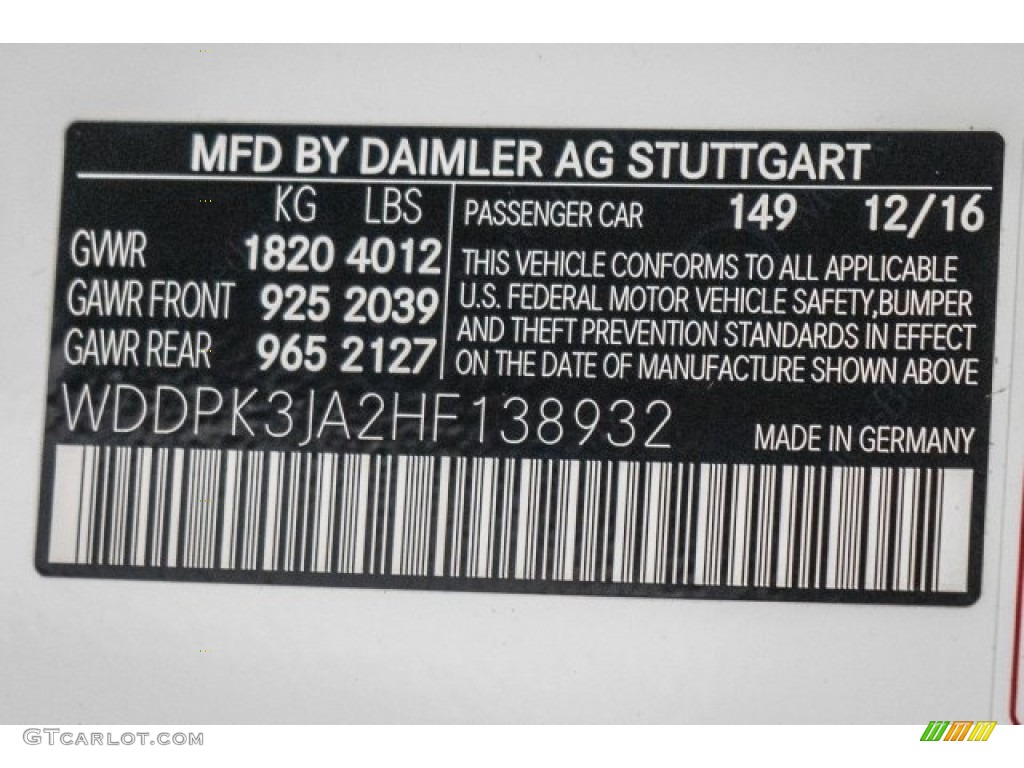 MFD BY DAIMLER AG STUTTGART
KG LBS
GVWR 1820 4012
GAWR FRONT 925 2039
GAWR REAR 965 2127
PASSENGER CAR 149 12/16
THIS VEHICLE CONFORMS TO ALL APPLICABLE
U.S. FEDERAL MOTOR VEHICLE SAFETY,BUMPER
AND THEFT PREVENTION STANDARDS IN EFFECT
ON THE DATE OF MANUFACTURE SHOWN ABOVE
WDDPK3JA2HF138932
MADE IN GERMANY
GTCARLOT.COM